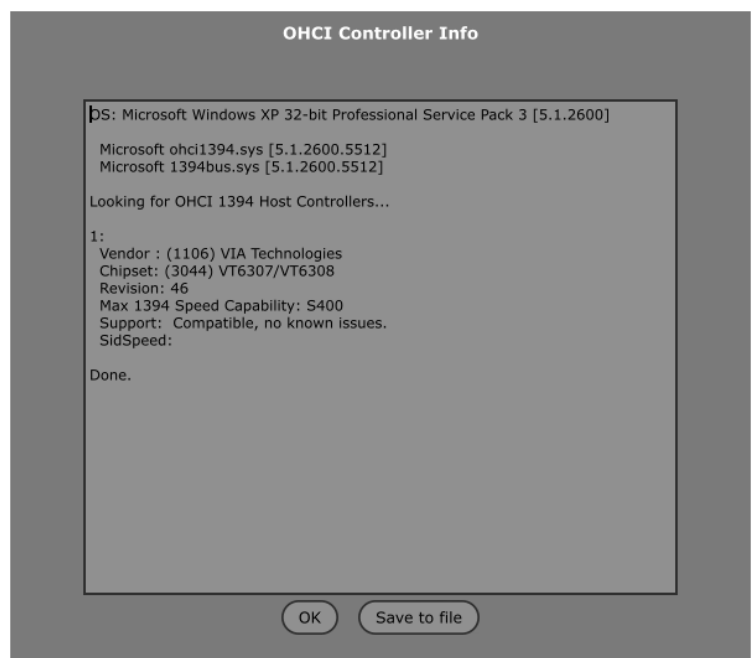 OHCI Controller Info
OS: Microsoft Windows XP 32-bit Professional Service Pack 3 [5.1.2600]
Microsoft ohci1394.sys [5.1.2600.5512]
Microsoft 1394bus.sys [5.1.2600.5512]
Looking for OHCI 1394 Host Controllers...
1:
Vendor : (1106) VIA Technologies
Chipset: (3044) VT6307/VT6308
Revision: 46
Max 1394 Speed Capability: S400
Support:  Compatible, no known issues.
SidSpeed:
Done.
OK
Save to file